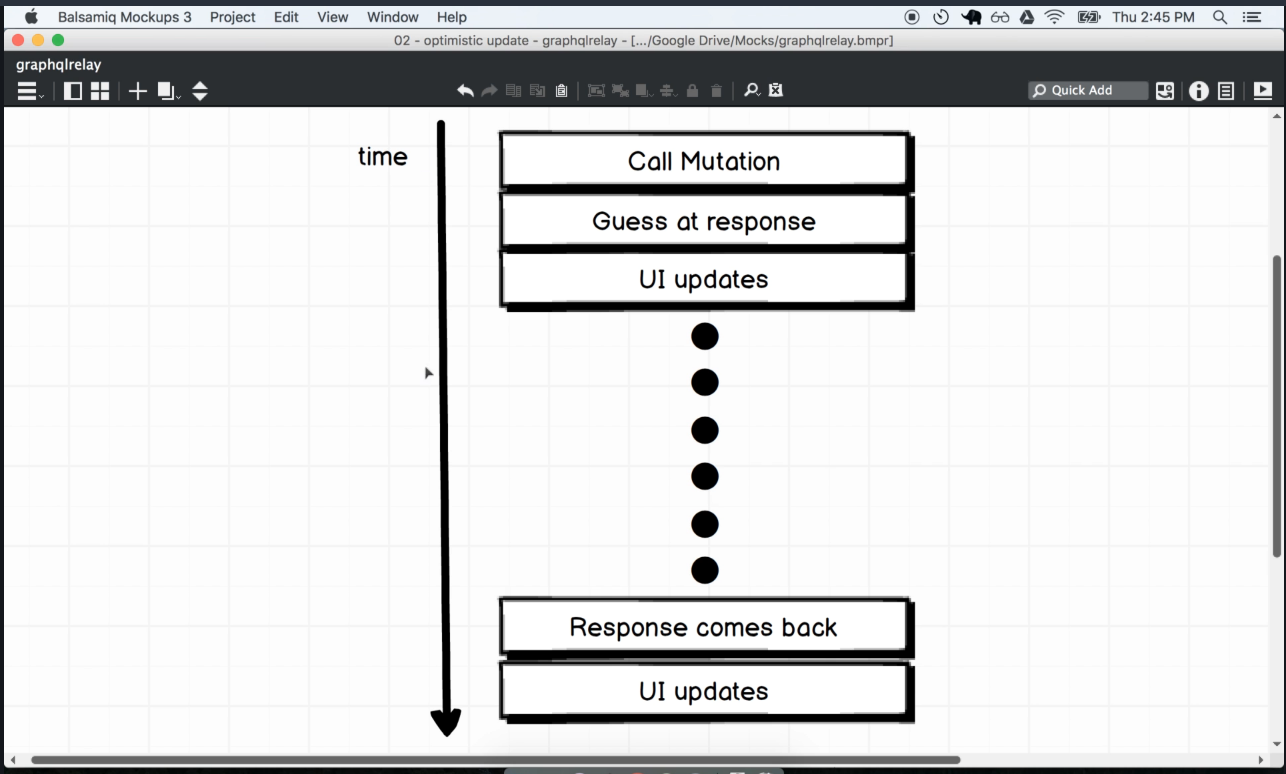 Balsamiq Mockups 3 Project Edit View Window Help Thu 2:45 PM
02 - optimistic update - graphqlrelay - [.../Google Drive/Mocks/graphqlrelay.bmpr]
graphqlrelay
Quick Add
time
Call Mutation
Guess at response
UI updates
Response comes back
UI updates